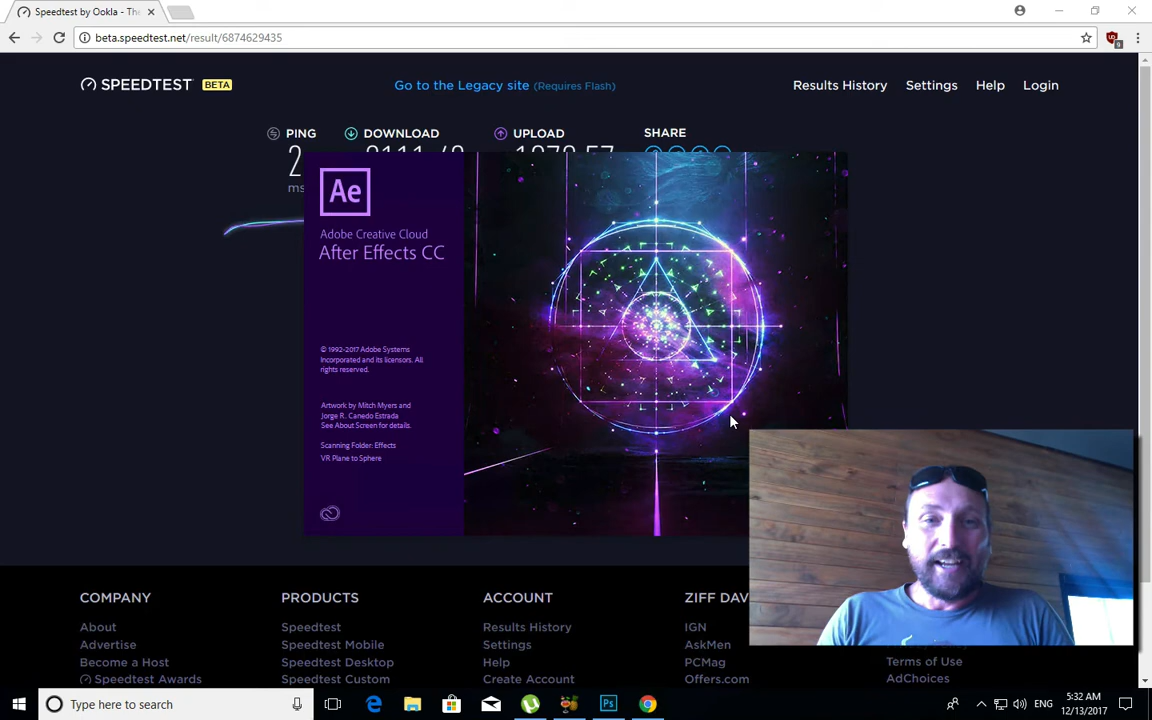 Speedtest by Ookla - The
beta.speedtest.net/result/6874629435
SPEEDTEST BETA
Go to the Legacy site (Requires Flash)
Results History
Settings
Help
Login
PING
DOWNLOAD
UPLOAD
SHARE
2
ms
Ae
Adobe Creative Cloud
After Effects CC
© 1992-2017 Adobe Systems
Incorporated and its licensors. All
rights reserved.
Artwork by Mitch Myers and
Jorge R. Canedo Estrada
See About Screen for details.
Scanning Folder: Effects
VR Plane to Sphere
COMPANY
About
Advertise
Become a Host
Speedtest Awards
PRODUCTS
Speedtest
Speedtest Mobile
Speedtest Desktop
Speedtest Custom
ACCOUNT
Results History
Settings
Help
Create Account
ZIFF DAV
IGN
AskMen
PCMag
Offers.com
Terms of Use
AdChoices
Type here to search
Ps
ENG
5:32 AM
12/13/2017